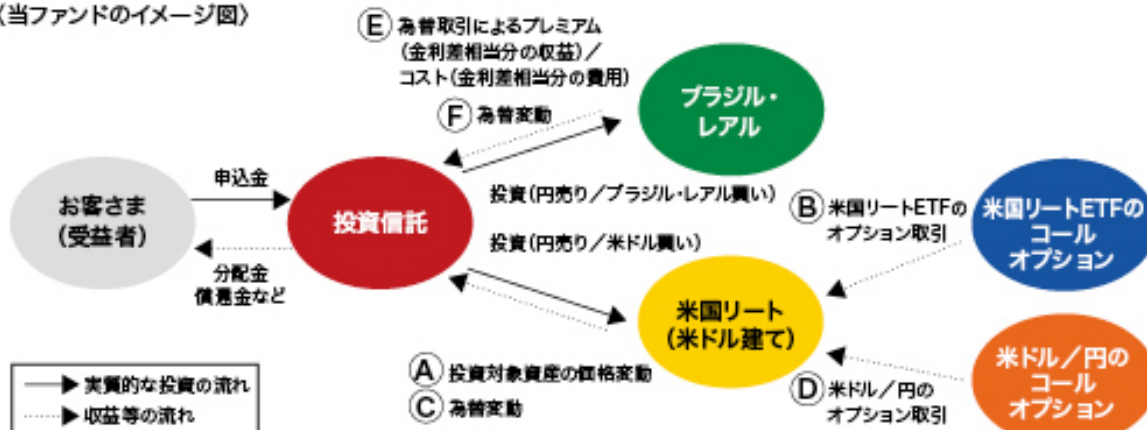 〈当ファンドのイメージ図〉
Ⓔ 為替取引によるプレミアム
(金利差相当分の収益)/
コスト(金利差相当分の費用)
Ⓕ 為替変動
ブラジル・
レアル
申込金
お客さま
(受益者)
投資信託
分配金
償還金など
投資(円売り/ブラジル・レアル買い)
投資(円売り/米ドル買い)
Ⓑ 米国リートETFの
オプション取引
米国リートETFの
コール
オプション
米国リート
(米ドル建て)
Ⓐ 投資対象資産の価格変動
Ⓒ 為替変動
Ⓓ 米ドル/円の
オプション取引
米ドル/円の
コール
オプション
実質的な投資の流れ
収益等の流れ